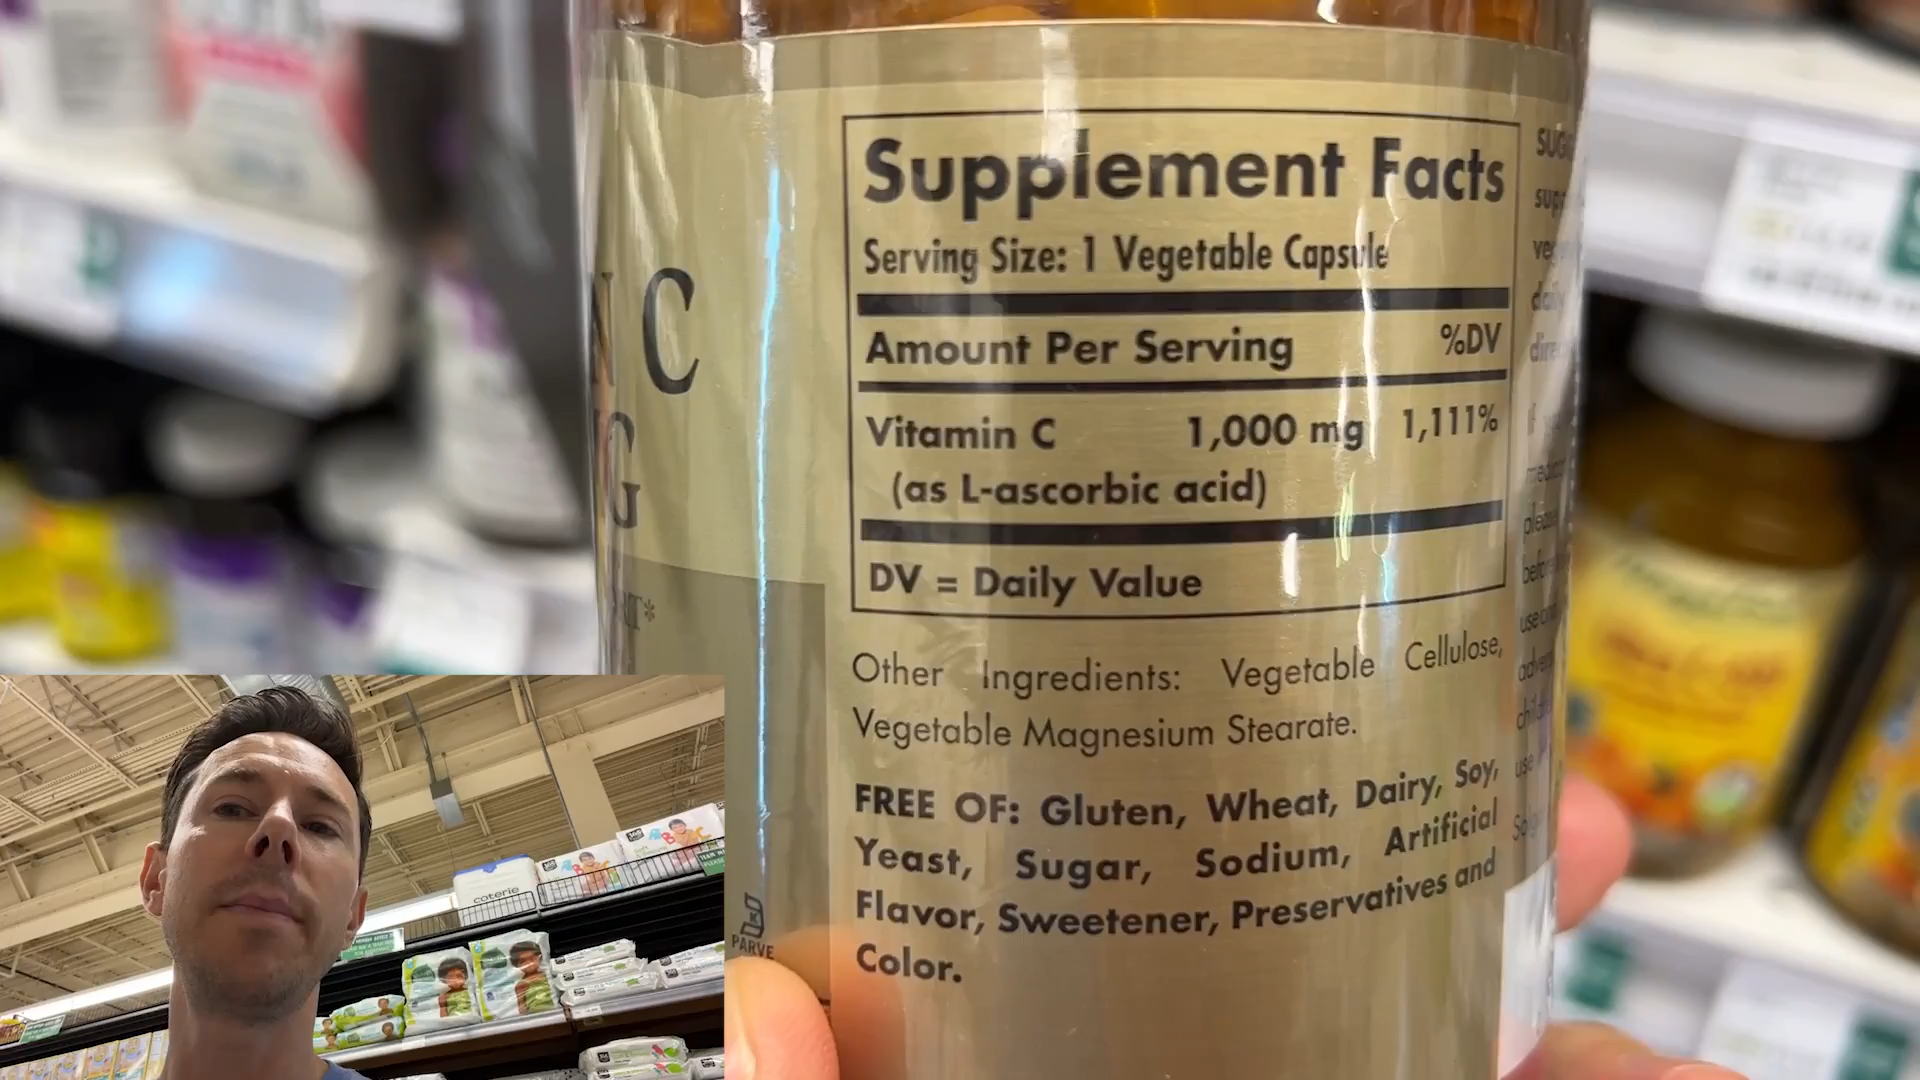 Supplement Facts
Serving Size: 1 Vegetable Capsule
Amount Per Serving %DV
Vitamin C 1,000 mg 1,111%
(as L-ascorbic acid)
DV = Daily Value
Other Ingredients: Vegetable Cellulose,
Vegetable Magnesium Stearate.
FREE OF: Gluten, Wheat, Dairy, Soy,
Yeast, Sugar, Sodium, Artificial
Flavor, Sweetener, Preservatives and
Color.
C
G
PARVE
coterie